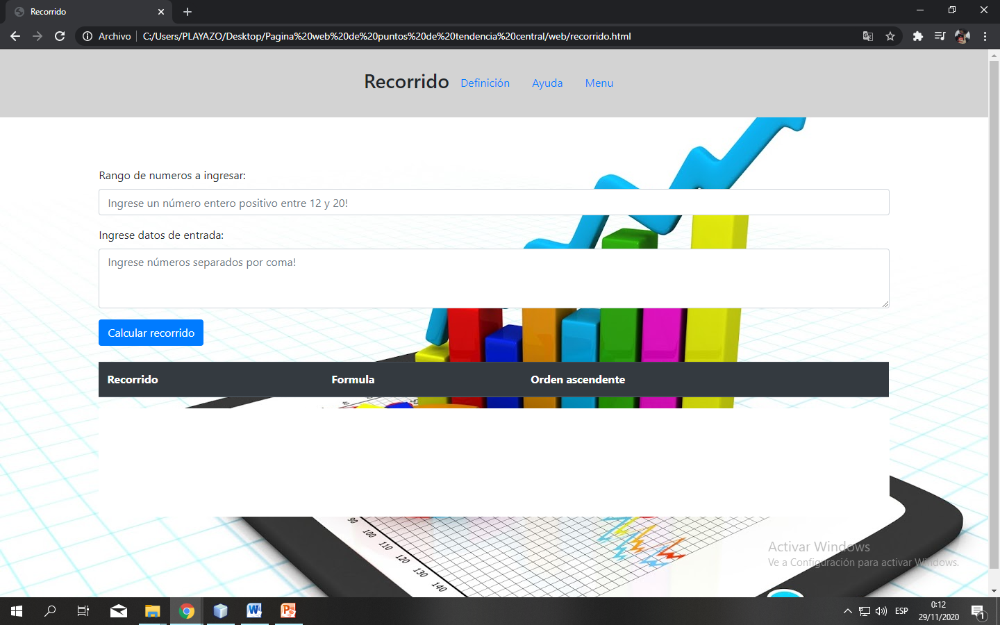 Recorrido
Archivo C:/Users/PLAYAZO/Desktop/Pagina%20web%20de%20puntos%20de%20tendencia%20central/web/recorrido.html
Recorrido Definición Ayuda Menu
Rango de numeros a ingresar:
Ingrese un número entero positivo entre 12 y 20!
Ingrese datos de entrada:
Ingrese números separados por coma!
Calcular recorrido
Recorrido Formula Orden ascendente
90
100
110
120
130
140
Activar Windows
Ve a Configuración para activar Windows.
ESP
0:12
29/11/2020
1